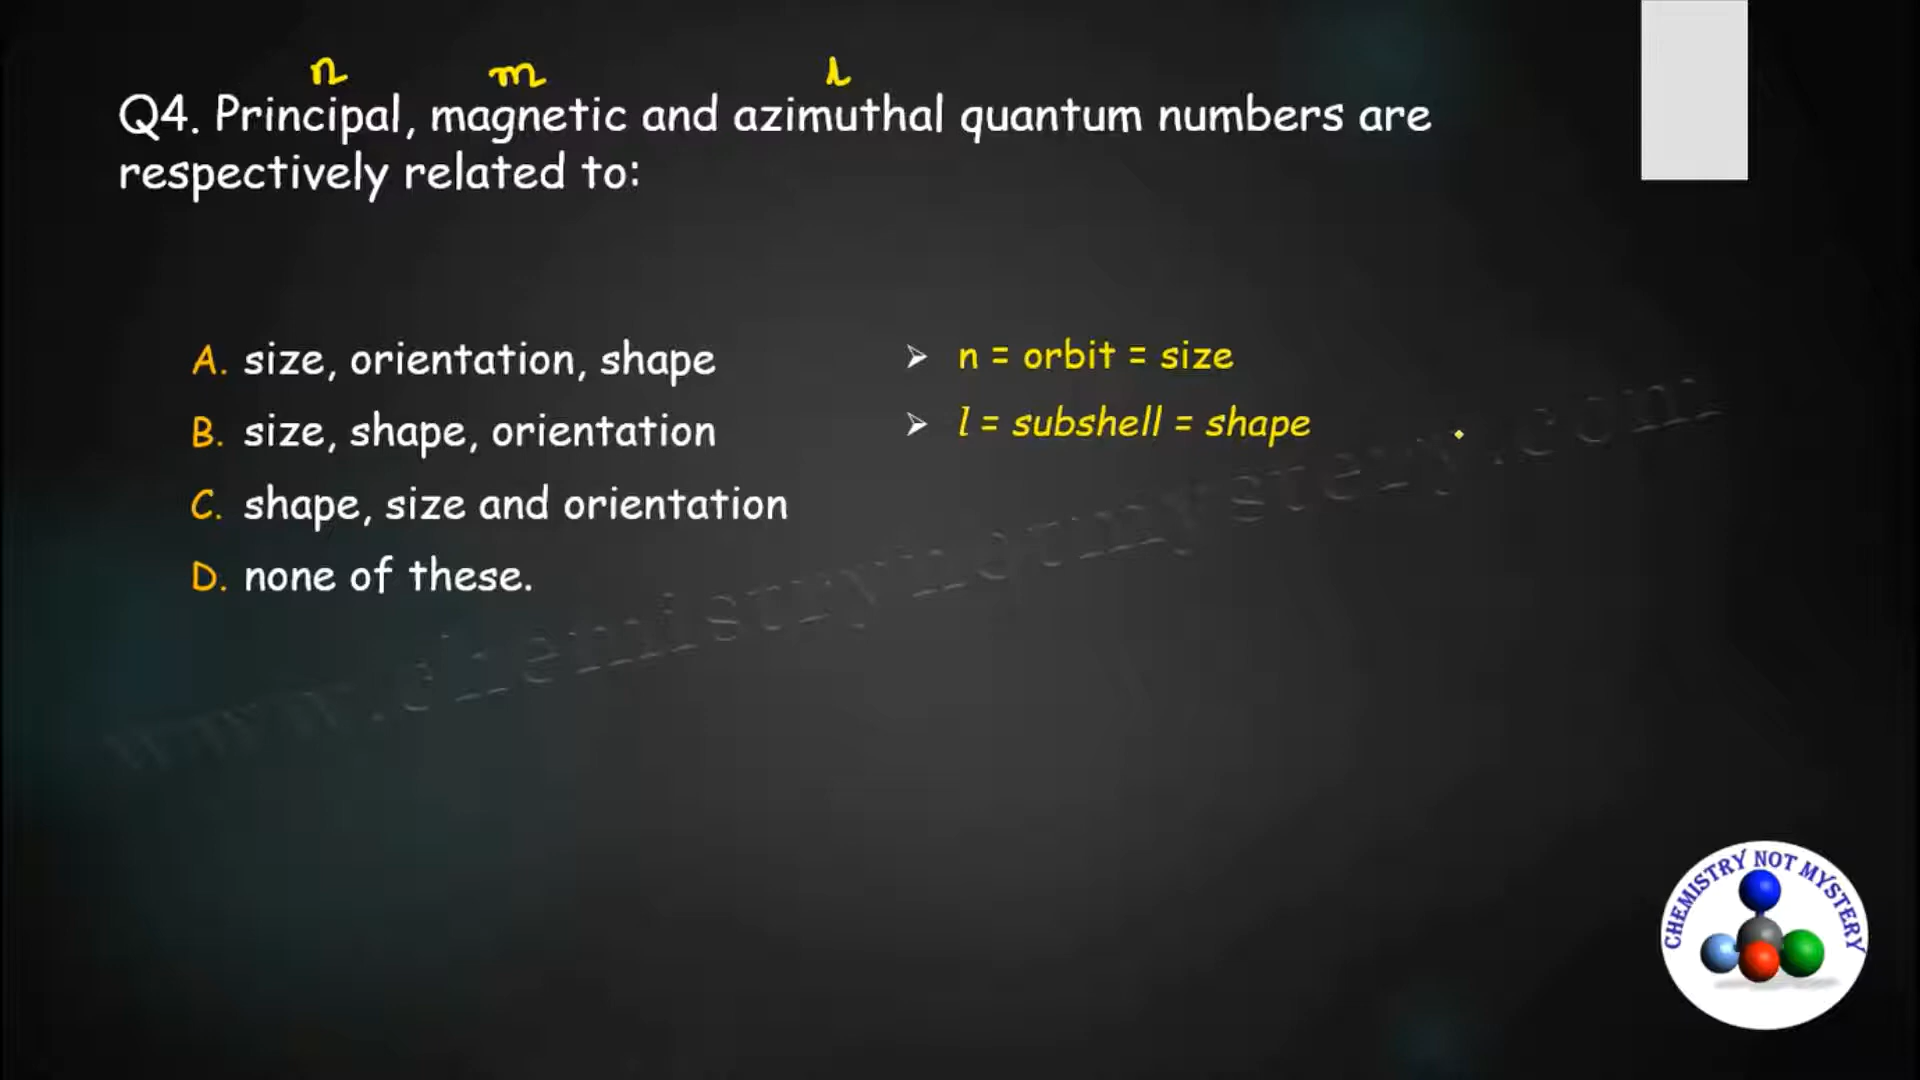 n m l
Q4. Principal, magnetic and azimuthal quantum numbers are
respectively related to:
A. size, orientation, shape
B. size, shape, orientation
C. shape, size and orientation
D. none of these.
➢ n = orbit = size
➢ l = subshell = shape
www.chemistrynotmystery.com
CHEMISTRY NOT MYSTERY